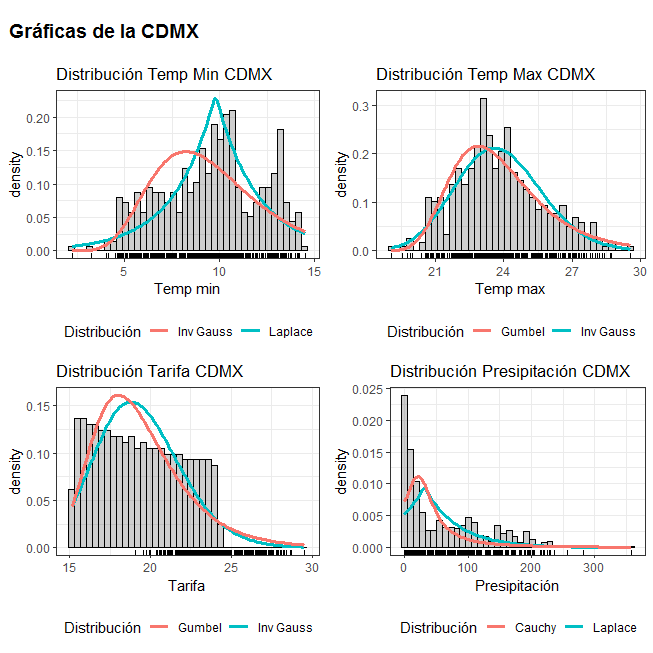 Gráficas de la CDMX
Distribución Temp Min CDMX
density
0.20
0.15
0.10
0.05
0.00
5
10
15
Temp min
Distribución
Inv Gauss
Laplace
Distribución Temp Max CDMX
density
0.3
0.2
0.1
0.0
21
24
27
30
Temp max
Distribución
Gumbel
Inv Gauss
Distribución Tarifa CDMX
density
0.15
0.10
0.05
0.00
15
20
25
30
Tarifa
Distribución
Gumbel
Inv Gauss
Distribución Precipitación CDMX
density
0.025
0.020
0.015
0.010
0.005
0.000
0
100
200
300
Precipitación
Distribución
Cauchy
Laplace